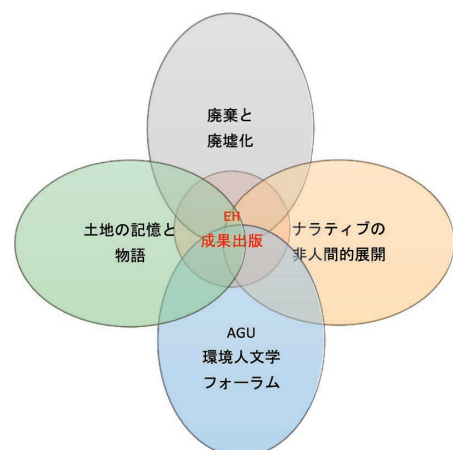 廃棄と
廃墟化
土地の記憶と
物語
EH
成果出版
ナラティブの
非人間的展開
AGU
環境人文学
フォーラム